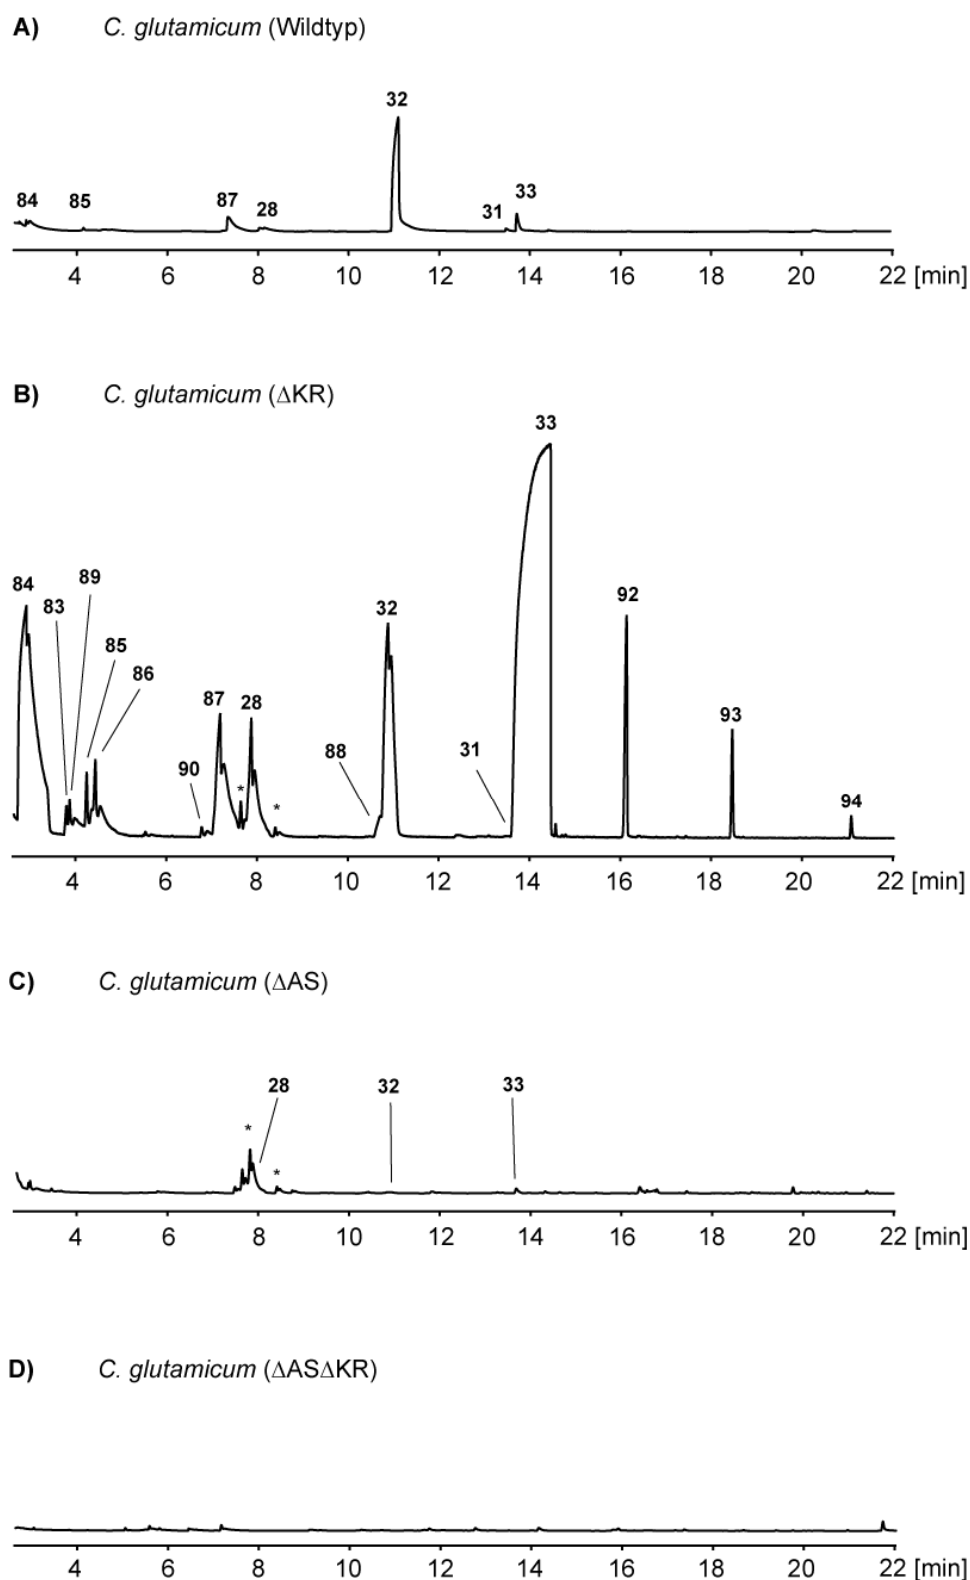 A) C. glutamicum (Wildtyp)
32
84 85 87 28 31 33
4 6 8 10 12 14 16 18 20 22 [min]
B) C. glutamicum (ΔKR)
33
84 83 89 85 86 90 87 * 28 * 88 32 31 92 93 94
4 6 8 10 12 14 16 18 20 22 [min]
C) C. glutamicum (ΔAS)
* 28 * 32 33
4 6 8 10 12 14 16 18 20 22 [min]
D) C. glutamicum (ΔASΔKR)
4 6 8 10 12 14 16 18 20 22 [min]